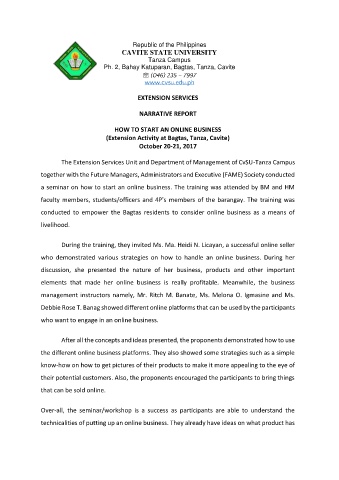 Republic of the Philippines
CAVITE STATE UNIVERSITY
Tanza Campus
Ph. 2, Bahay Katuparan, Bagtas, Tanza, Cavite
☏ (046) 235 – 7997
www.cvsu.edu.ph
EXTENSION SERVICES
NARRATIVE REPORT
HOW TO START AN ONLINE BUSINESS
(Extension Activity at Bagtas, Tanza, Cavite)
October 20-21, 2017
The Extension Services Unit and Department of Management of CvSU-Tanza Campus
together with the Future Managers, Administrators and Executive (FAME) Society conducted
a seminar on how to start an online business. The training was attended by BM and HM
faculty members, students/officers and 4P's members of the barangay. The training was
conducted to empower the Bagtas residents to consider online business as a means of
livelihood.
During the training, they invited Ms. Ma. Heidi N. Licayan, a successful online seller
who demonstrated various strategies on how to handle an online business. During her
discussion, she presented the nature of her business, products and other important
elements that made her online business is really profitable. Meanwhile, the business
management instructors namely, Mr. Ritch M. Banate, Ms. Melona O. Igmasine and Ms.
Debbie Rose T. Banag showed different online platforms that can be used by the participants
who want to engage in an online business.
After all the concepts and ideas presented, the proponents demonstrated how to use
the different online business platforms. They also showed some strategies such as a simple
know-how on how to get pictures of their products to make it more appealing to the eye of
their potential customers. Also, the proponents encouraged the participants to bring things
that can be sold online.
Over-all, the seminar/workshop is a success as participants are able to understand the
technicalities of putting up an online business. They already have ideas on what product has